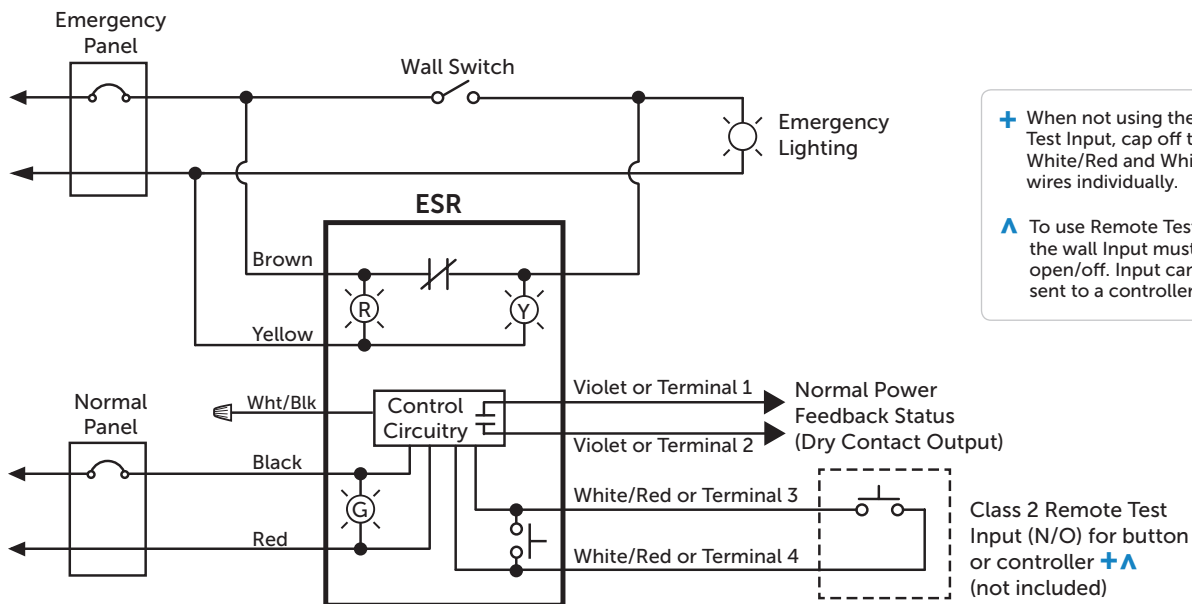 Emergency
Panel
Wall Switch
Emergency
Lighting
+ When not using the
Test Input, cap off
White/Red and
wires individually.
ʌ To use Remote
the wall Input must
open/off. Input
sent to a controller
ESR
Brown
R
Y
Yellow
Normal
Panel
Wht/Blk
Control
Circuitry
Violet or Terminal 1
Violet or Terminal 2
Normal Power
Feedback Status
(Dry Contact Output)
Black
G
Red
White/Red or Terminal 3
White/Red or Terminal 4
Class 2 Remote Test
Input (N/O) for button
or controller +ʌ
(not included)